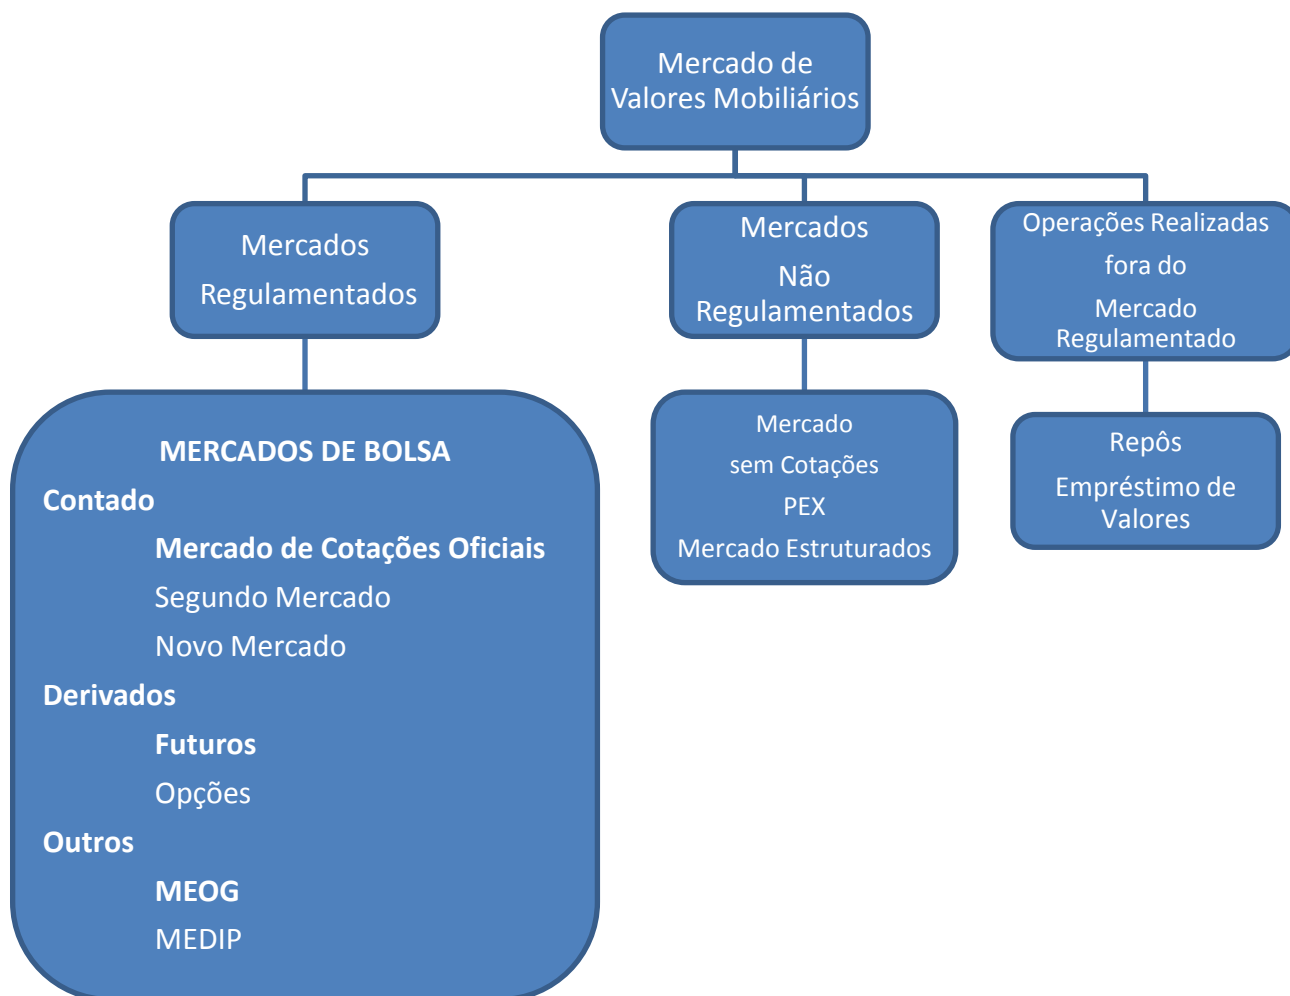 Mercado de
Valores Mobiliários
Mercados
Regulamentados
Mercados
Não
Regulamentados
Operações Realizadas
fora do
Mercado
Regulamentado
MERCADOS DE BOLSA
Contado
Mercado de Cotações Oficiais
Segundo Mercado
Novo Mercado
Derivados
Futuros
Opções
Outros
MEOG
MEDIP
Mercado
sem Cotações
PEX
Mercado Estruturados
Repôs
Empréstimo de
Valores